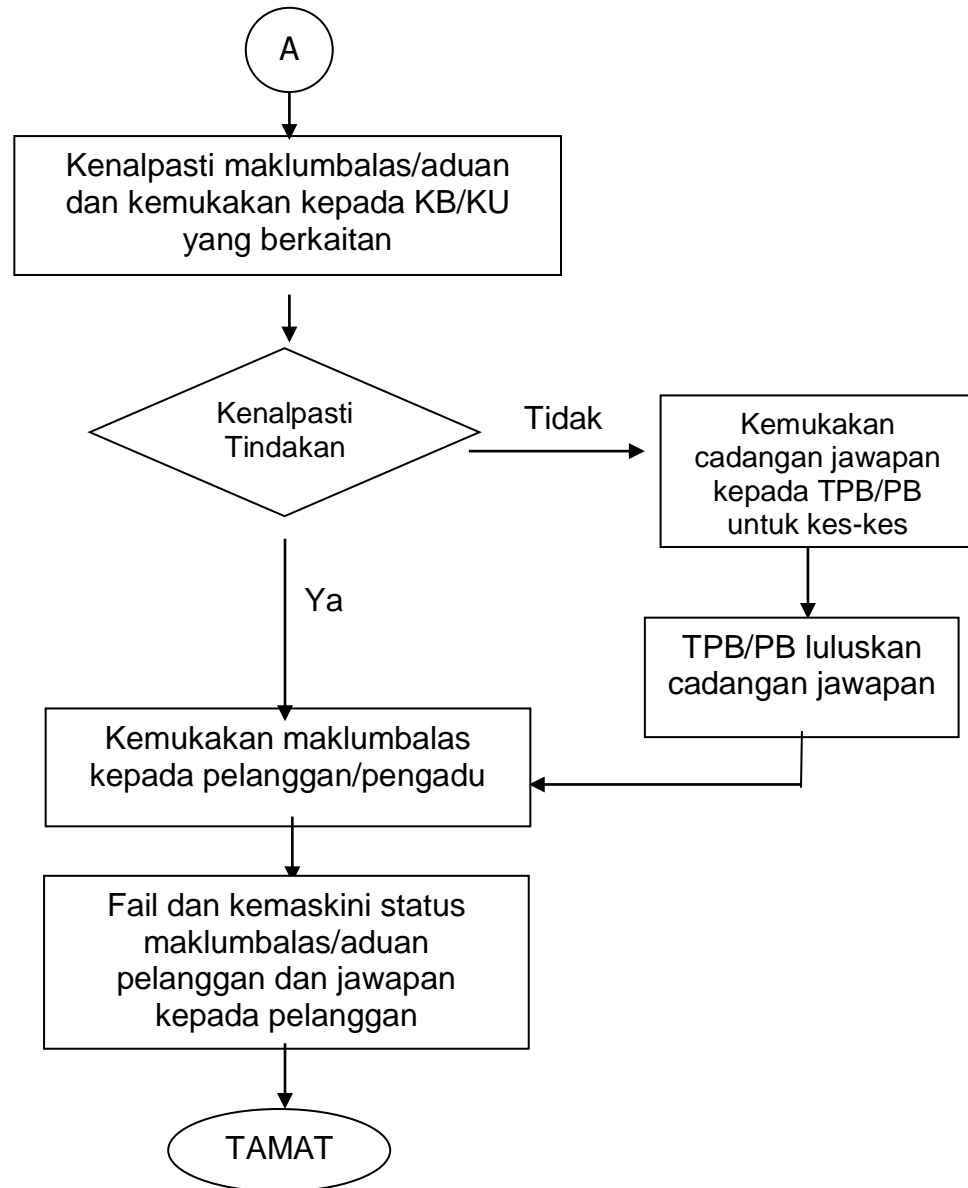 A
Kenalpasti maklumbalas/aduan
dan kemukakan kepada KB/KU
yang berkaitan
Kenalpasti
Tindakan
Tidak
Kemukakan
cadangan jawapan
kepada TPB/PB
untuk kes-kes
Ya
TPB/PB luluskan
cadangan jawapan
Kemukakan maklumbalas
kepada pelanggan/pengadu
Fail dan kemaskini status
maklumbalas/aduan
pelanggan dan jawapan
kepada pelanggan
TAMAT